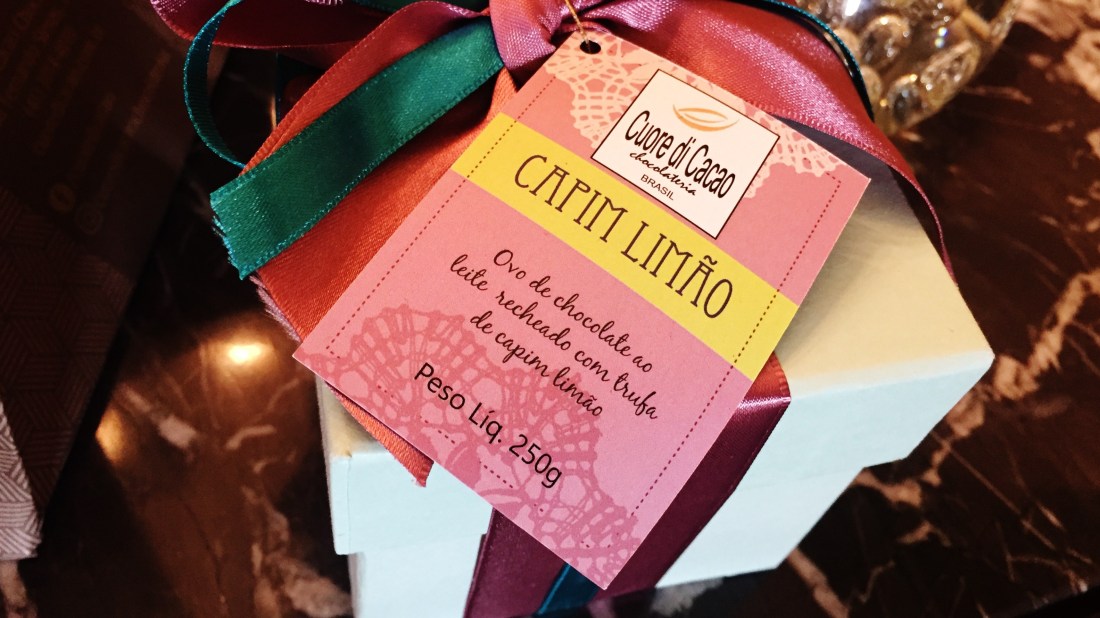 Cuore di Cacao
chocolateria
BRASIL
CAPIM LIMÃO
Ovo de chocolate ao
leite recheado com trufa
de capim limão
Peso Líq. 250g